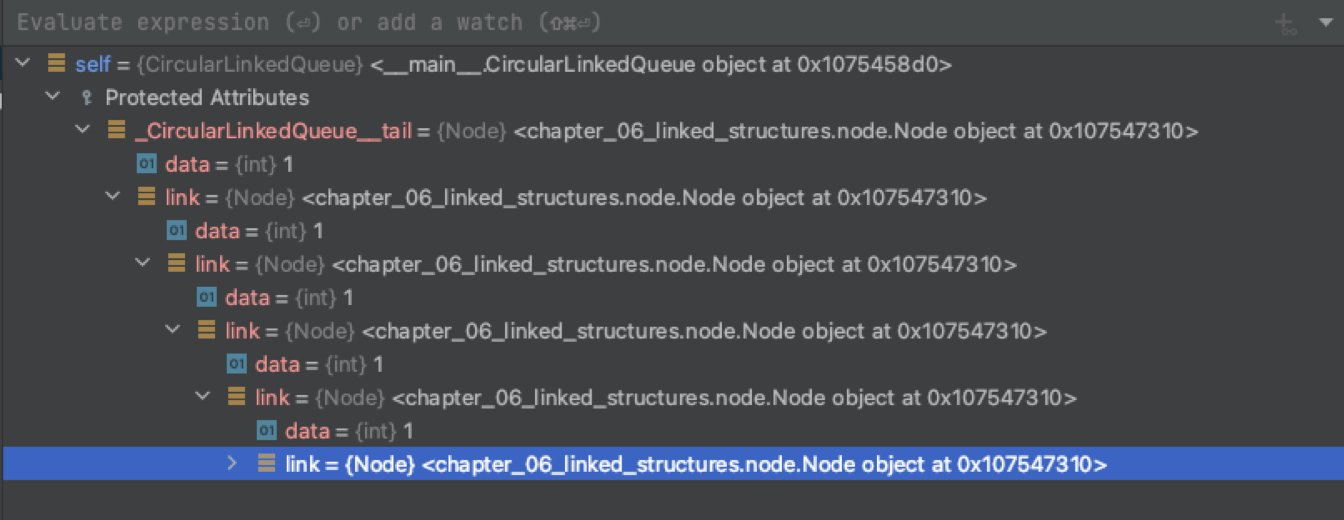 Evaluate expression (⏎) or add a watch (⇧⌘⏎)
self = {CircularLinkedQueue} <__main__.CircularLinkedQueue object at 0x1075458d0>
Protected Attributes
_CircularLinkedQueue__tail = {Node} <chapter_06_linked_structures.node.Node object at 0x107547310>
01 data = {int} 1
link = {Node} <chapter_06_linked_structures.node.Node object at 0x107547310>
01 data = {int} 1
link = {Node} <chapter_06_linked_structures.node.Node object at 0x107547310>
01 data = {int} 1
link = {Node} <chapter_06_linked_structures.node.Node object at 0x107547310>
01 data = {int} 1
link = {Node} <chapter_06_linked_structures.node.Node object at 0x107547310>
01 data = {int} 1
link = {Node} <chapter_06_linked_structures.node.Node object at 0x107547310>